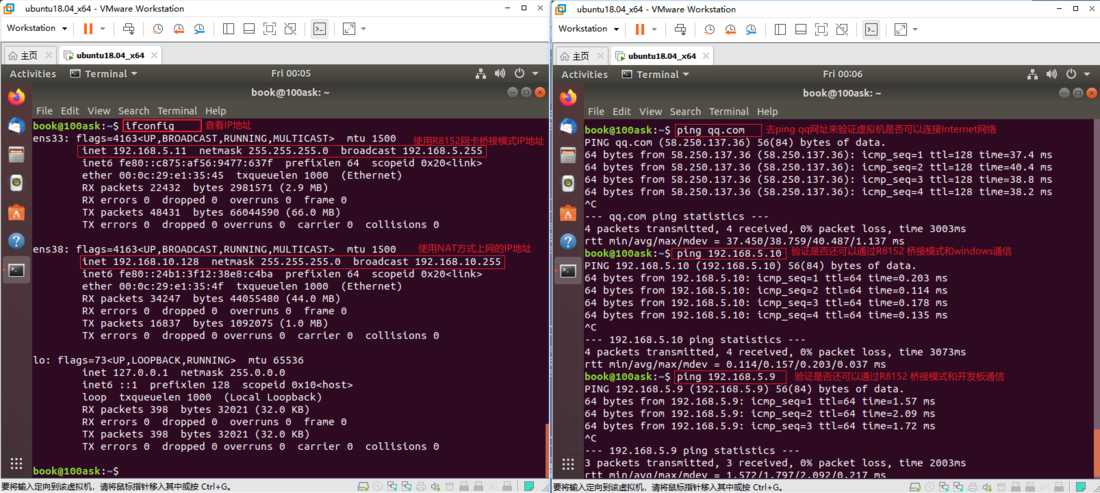 ubuntu18.04_x64 - VMware Workstation
Workstation
主页
ubuntu18.04_x64
Activities
Terminal
Fri 00:05
book@100ask: ~
File Edit View Search Terminal Help
book@100ask:~$ ifconfig 查看IP地址
ens33: flags=4163<UP,BROADCAST,RUNNING,MULTICAST> mtu 1500
使用R8152网卡桥接模式IP地址
inet 192.168.5.11 netmask 255.255.255.0 broadcast 192.168.5.255
inet6 fe80::c875:af56:9477:637f prefixlen 64 scopeid 0x20<link>
ether 00:0c:29:e1:35:45 txqueuelen 1000 (Ethernet)
RX packets 22432 bytes 2981571 (2.9 MB)
RX errors 0 dropped 0 overruns 0 frame 0
TX packets 48431 bytes 66044590 (66.0 MB)
TX errors 0 dropped 0 overruns 0 carrier 0 collisions 0
ens38: flags=4163<UP,BROADCAST,RUNNING,MULTICAST> mtu 1500
使用NAT方式上网的IP地址
inet 192.168.10.128 netmask 255.255.255.0 broadcast 192.168.10.255
inet6 fe80::24b1:3f12:38e8:c4ba prefixlen 64 scopeid 0x20<link>
ether 00:0c:29:e1:35:4f txqueuelen 1000 (Ethernet)
RX packets 34247 bytes 44055480 (44.0 MB)
RX errors 0 dropped 0 overruns 0 frame 0
TX packets 16837 bytes 1092075 (1.0 MB)
TX errors 0 dropped 0 overruns 0 carrier 0 collisions 0
lo: flags=73<UP,LOOPBACK,RUNNING> mtu 65536
inet 127.0.0.1 netmask 255.0.0.0
inet6 ::1 prefixlen 128 scopeid 0x10<host>
loop txqueuelen 1000 (Local Loopback)
RX packets 398 bytes 32021 (32.0 KB)
RX errors 0 dropped 0 overruns 0 frame 0
TX packets 398 bytes 32021 (32.0 KB)
TX errors 0 dropped 0 overruns 0 carrier 0 collisions 0
book@100ask:~$
要将输入定向到该虚拟机，请将鼠标指针移入其中或按 Ctrl+G。
ubuntu18.04_x64 - VMware Workstation
Workstation
主页
ubuntu18.04_x64
Activities
Terminal
Fri 00:06
book@100ask: ~
File Edit View Search Terminal Help
book@100ask:~$ ping qq.com 去ping qq网址来验证虚拟机是否可以连接Internet网络
PING qq.com (58.250.137.36) 56(84) bytes of data.
64 bytes from 58.250.137.36 (58.250.137.36): icmp_seq=1 ttl=128 time=37.4 ms
64 bytes from 58.250.137.36 (58.250.137.36): icmp_seq=2 ttl=128 time=40.4 ms
64 bytes from 58.250.137.36 (58.250.137.36): icmp_seq=3 ttl=128 time=38.8 ms
64 bytes from 58.250.137.36 (58.250.137.36): icmp_seq=4 ttl=128 time=38.2 ms
^C
--- qq.com ping statistics ---
4 packets transmitted, 4 received, 0% packet loss, time 3003ms
rtt min/avg/max/mdev = 37.450/38.759/40.487/1.137 ms
book@100ask:~$ ping 192.168.5.10 验证是否还可以通过R8152 桥接模式和windows通信
PING 192.168.5.10 (192.168.5.10) 56(84) bytes of data.
64 bytes from 192.168.5.10: icmp_seq=1 ttl=64 time=0.203 ms
64 bytes from 192.168.5.10: icmp_seq=2 ttl=64 time=0.114 ms
64 bytes from 192.168.5.10: icmp_seq=3 ttl=64 time=0.178 ms
64 bytes from 192.168.5.10: icmp_seq=4 ttl=64 time=0.135 ms
^C
--- 192.168.5.10 ping statistics ---
4 packets transmitted, 4 received, 0% packet loss, time 3073ms
rtt min/avg/max/mdev = 0.114/0.157/0.203/0.037 ms
book@100ask:~$ ping 192.168.5.9 验证是否还可以通过R8152 桥接模式和开发板通信
PING 192.168.5.9 (192.168.5.9) 56(84) bytes of data.
64 bytes from 192.168.5.9: icmp_seq=1 ttl=64 time=1.57 ms
64 bytes from 192.168.5.9: icmp_seq=2 ttl=64 time=2.09 ms
64 bytes from 192.168.5.9: icmp_seq=3 ttl=64 time=1.72 ms
^C
--- 192.168.5.9 ping statistics ---
3 packets transmitted, 3 received, 0% packet loss, time 2003ms
rtt min/avg/max/mdev = 1.572/1.797/2.092/0.217 ms
要将输入定向到该虚拟机，请将鼠标指针移入其中或按 Ctrl+G。